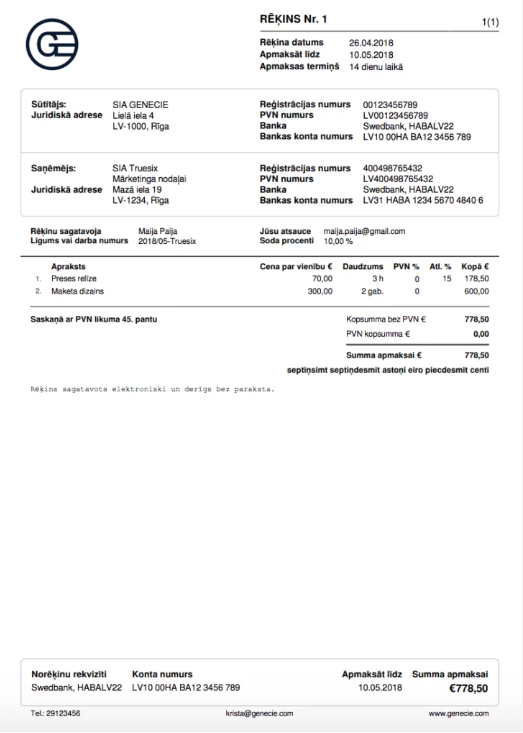 GE
RĒĶINS Nr. 1
1(1)
Rēķina datums 26.04.2018
Apmaksāt līdz 10.05.2018
Apmaksas termiņš 14 dienu laikā
Sūtītājs: SIA GENECIE
Juridiskā adrese Lielā iela 4
LV-1000, Rīga
Reģistrācijas numurs 00123456789
PVN numurs LV00123456789
Banka Swedbank, HABALV22
Bankas konta numurs LV10 00HA BA12 3456 789
Saņēmējs: SIA Truesix
Mārketinga nodaļai
Juridiskā adrese Mazā iela 19
LV-1234, Rīga
Reģistrācijas numurs 400498765432
PVN numurs LV400498765432
Banka Swedbank, HABALV22
Bankas konta numurs LV31 HABA 1234 5670 4840 6
Rēķinu sagatavoja Maija Paija
Līgums vai darba numurs 2018/05-Truesix
Jūsu atsauce maija.paija@gmail.com
Soda procenti 10,00 %
Apraksts Cena par vienību € Daudzums PVN % Atl. % Kopā €
1. Preses relīze 70,00 3 h 0 15 178,50
2. Maketa dizains 300,00 2 gab. 0 600,00
Saskaņā ar PVN likuma 45. pantu
Kopsumma bez PVN € 778,50
PVN kopsumma € 0,00
Summa apmaksai € 778,50
septiņsimt septiņdesmit astoņi eiro piecdesmit centi
Rēķins sagatavots elektroniski un derīgs bez paraksta.
Norēķinu rekvizīti Konta numurs Apmaksāt līdz Summa apmaksai
Swedbank, HABALV22 LV10 00HA BA12 3456 789 10.05.2018 €778,50
Tel.: 29123456 krista@genecie.com www.genecie.com